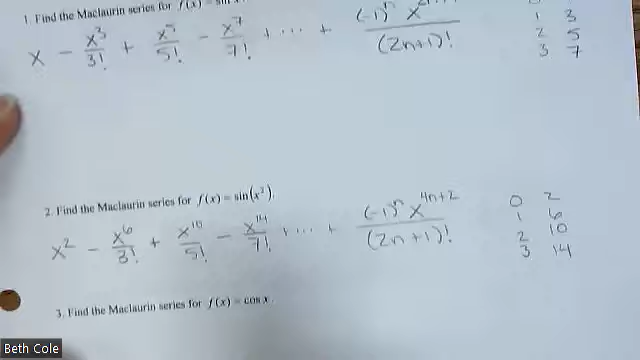 1. Find the Maclaurin series for f(x) = sin
x - x³/3! + x⁵/5! - x⁷/7! + ··· + (-1)ⁿ x²ⁿ⁺¹/(2n+1)!
1 3
2 5
3 7
2. Find the Maclaurin series for f(x) = sin(x²).
x² - x⁶/3! + x¹⁰/5! - x¹⁴/7! + ··· + (-1)ⁿ x⁴ⁿ⁺²/(2n+1)!
0 2
1 6
2 10
3 14
3. Find the Maclaurin series for f(x) = cos x.
Beth Cole